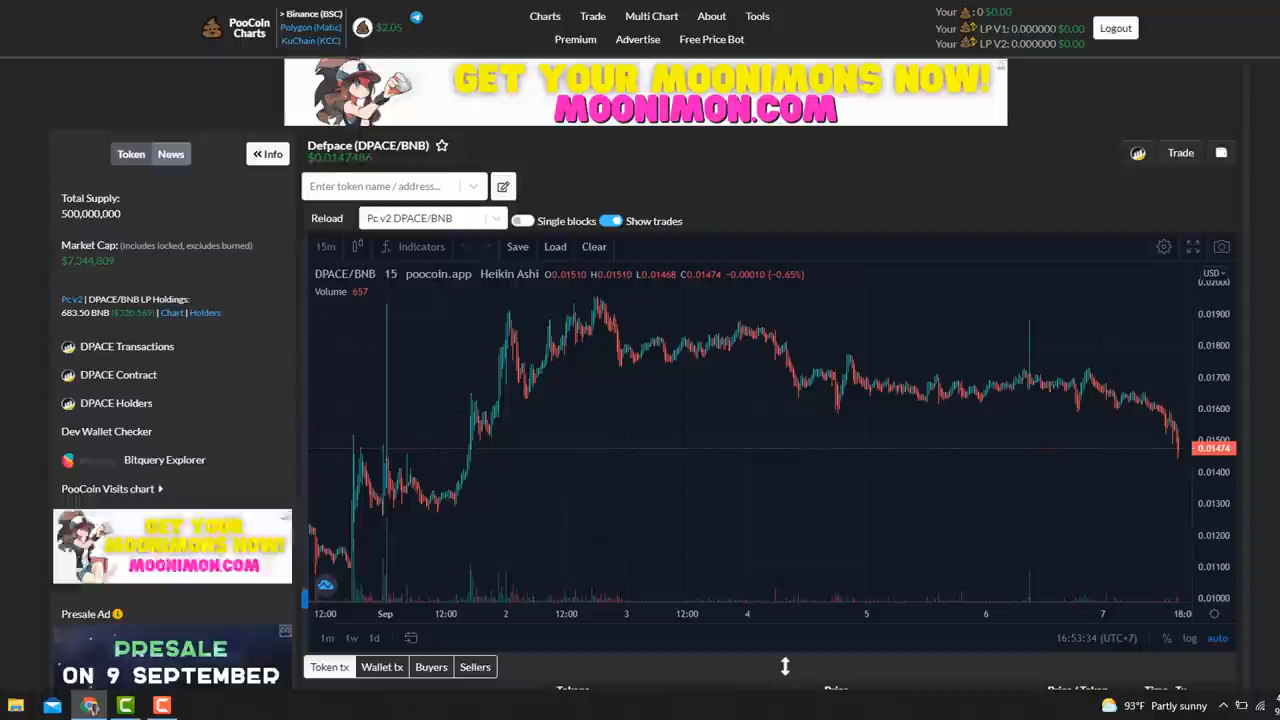 PooCoin
Charts
> Binance (BSC)
Polygon (Matic)
KuChain (KCC)
$2.05
Charts
Trade
Multi Chart
About
Tools
Premium
Advertise
Free Price Bot
Your : 0 $0.00
Your LP V1: 0.000000 $0.00
Your LP V2: 0.000000 $0.00
Logout
GET YOUR MOONIMONS NOW!
MOONIMON.COM
Token
News
Info
Total Supply:
500,000,000
Market Cap: (Includes locked, excludes burned)
$7,344,809
Pc v2 | DPACE/BNB LP Holdings:
683.50 BNB ($320,569) | Chart | Holders
DPACE Transactions
DPACE Contract
DPACE Holders
Dev Wallet Checker
Bitquery Explorer
PooCoin Visits chart
GET YOUR
MOONIMONS NOW!
MOONIMON.COM
Presale Ad
PRESALE
ON 9 SEPTEMBER
Defpace (DPACE/BNB)
$0.0147486
Trade
Enter token name / address...
Reload
Pc v2 DPACE/BNB
Single blocks
Show trades
15m
Indicators
Save
Load
Clear
DPACE/BNB 15 poocoin.app Heikin Ashi O0.01510 H0.01510 L0.01468 C0.01474 −0.00010 (−0.65%)
Volume 657
USD
0.02000
0.01900
0.01800
0.01700
0.01600
0.01500
0.01474
0.01400
0.01300
0.01200
0.01100
0.01000
12:00 Sep 12:00 2 12:00 3 12:00 4 5 6 7 18:0
1m 1w 1d
16:53:34 (UTC+7) % log auto
Token tx
Wallet tx
Buyers
Sellers
Tokens
Price
Price / Token
Time
93°F Partly sunny